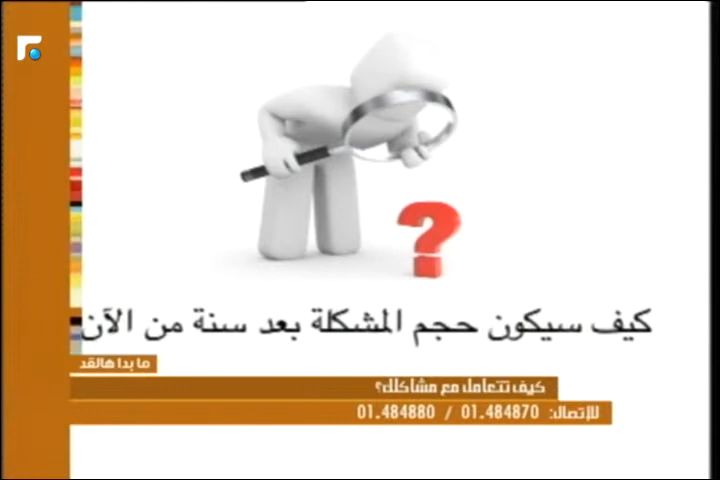 كيف سيكون حجم المشكلة بعد سنة من الآن
ما بدا هالقد
كيف تتعامل مع مشاكلك؟
للإتصال: 01.484870 / 01.484880